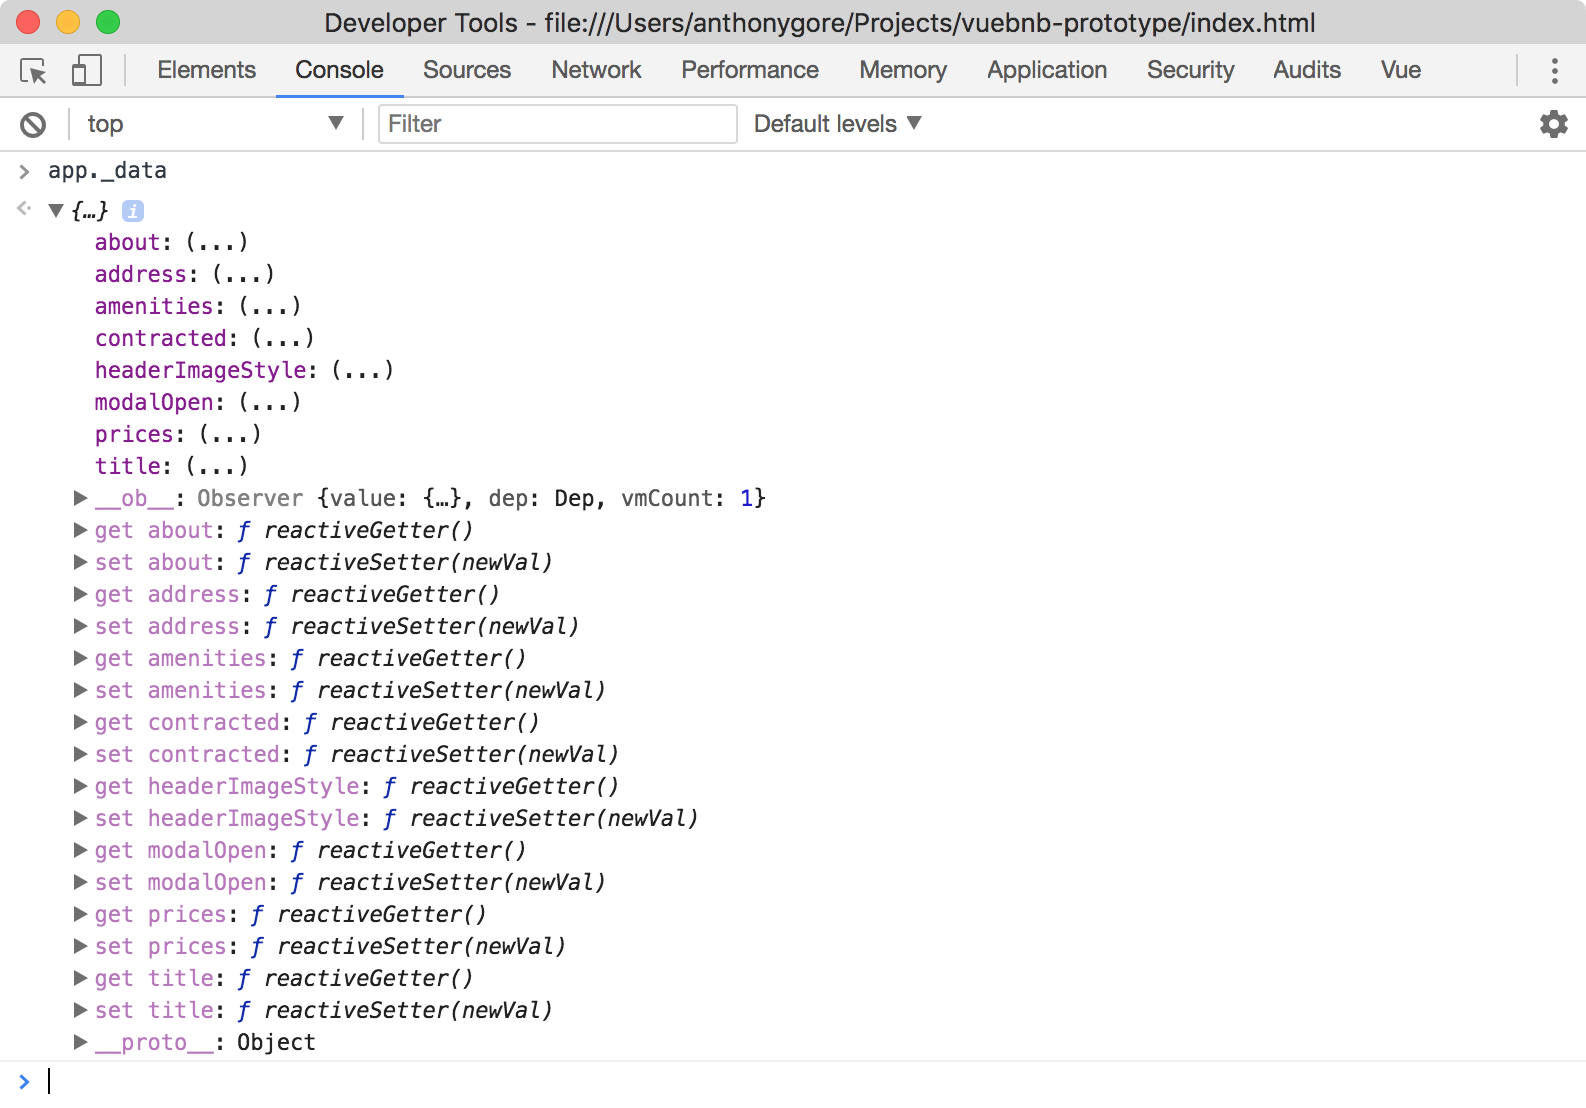 Developer Tools - file:///Users/anthonygore/Projects/vuebnb-prototype/index.html
Elements Console Sources Network Performance Memory Application Security Audits Vue
top ▼ Filter Default levels ▼
> app._data
▼ {…} i
about: (...)
address: (...)
amenities: (...)
contracted: (...)
headerImageStyle: (...)
modalOpen: (...)
prices: (...)
title: (...)
▶ __ob__: Observer {value: {…}, dep: Dep, vmCount: 1}
▶ get about: ƒ reactiveGetter()
▶ set about: ƒ reactiveSetter(newVal)
▶ get address: ƒ reactiveGetter()
▶ set address: ƒ reactiveSetter(newVal)
▶ get amenities: ƒ reactiveGetter()
▶ set amenities: ƒ reactiveSetter(newVal)
▶ get contracted: ƒ reactiveGetter()
▶ set contracted: ƒ reactiveSetter(newVal)
▶ get headerImageStyle: ƒ reactiveGetter()
▶ set headerImageStyle: ƒ reactiveSetter(newVal)
▶ get modalOpen: ƒ reactiveGetter()
▶ set modalOpen: ƒ reactiveSetter(newVal)
▶ get prices: ƒ reactiveGetter()
▶ set prices: ƒ reactiveSetter(newVal)
▶ get title: ƒ reactiveGetter()
▶ set title: ƒ reactiveSetter(newVal)
▶ __proto__: Object
>